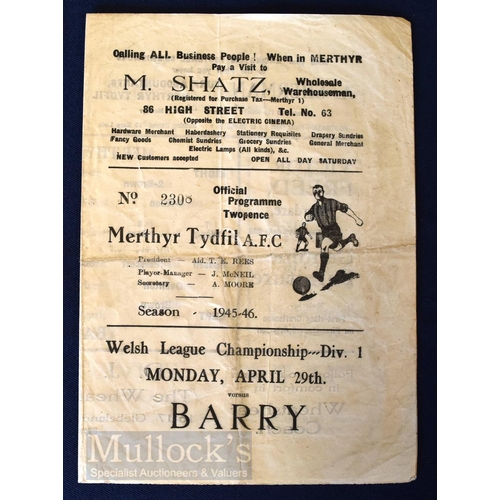 Calling ALL Business People! When in MERTHYR
Pay a Visit to
M. SHATZ, Wholesale Warehouseman,
(Registered for Purchase Tax—Merthyr 1)
86 HIGH STREET Tel. No. 63
(Opposite the ELECTRIC CINEMA)
Hardware Merchant Haberdashery Stationery Requinites Drapery Sundries
Fancy Goods Chemist Sundries Grocery Sundries General Merchant
Electric Lamps (All kinds), &c.
NEW Customers accepted OPEN ALL DAY SATURDAY
No 2308
Official
Programme
Twopence
Merthyr Tydfil A.F.C
President – Ald. T. E. REES
Player-Manager – J. McNEIL
Secretary – A. MOORE
Season - 1945-46.
Welsh League Championship---Div. 1
MONDAY, APRIL 29th.
versus
BARRY
Mullock's
Specialist Auctioneers & Valuers